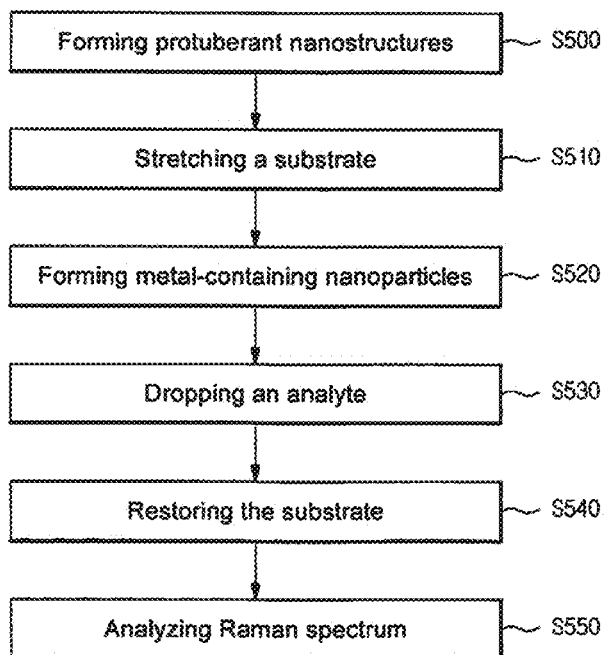 Forming protuberant nanostructures S500
Stretching a substrate S510
Forming metal-containing nanoparticles S520
Dropping an analyte S530
Restoring the substrate S540
Analyzing Raman spectrum S550